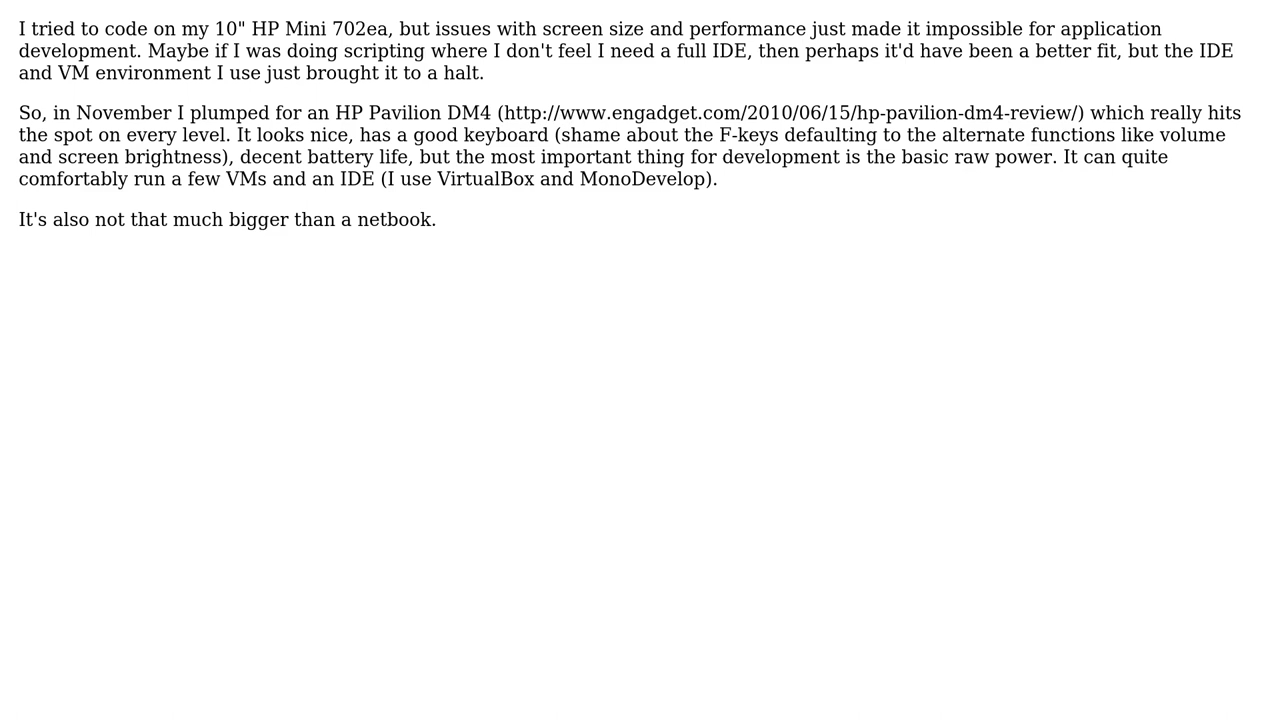 I tried to code on my 10" HP Mini 702ea, but issues with screen size and performance just made it impossible for application
development. Maybe if I was doing scripting where I don't feel I need a full IDE, then perhaps it'd have been a better fit, but the IDE
and VM environment I use just brought it to a halt.
So, in November I plumped for an HP Pavilion DM4 (http://www.engadget.com/2010/06/15/hp-pavilion-dm4-review/) which really hits
the spot on every level. It looks nice, has a good keyboard (shame about the F-keys defaulting to the alternate functions like volume
and screen brightness), decent battery life, but the most important thing for development is the basic raw power. It can quite
comfortably run a few VMs and an IDE (I use VirtualBox and MonoDevelop).
It's also not that much bigger than a netbook.